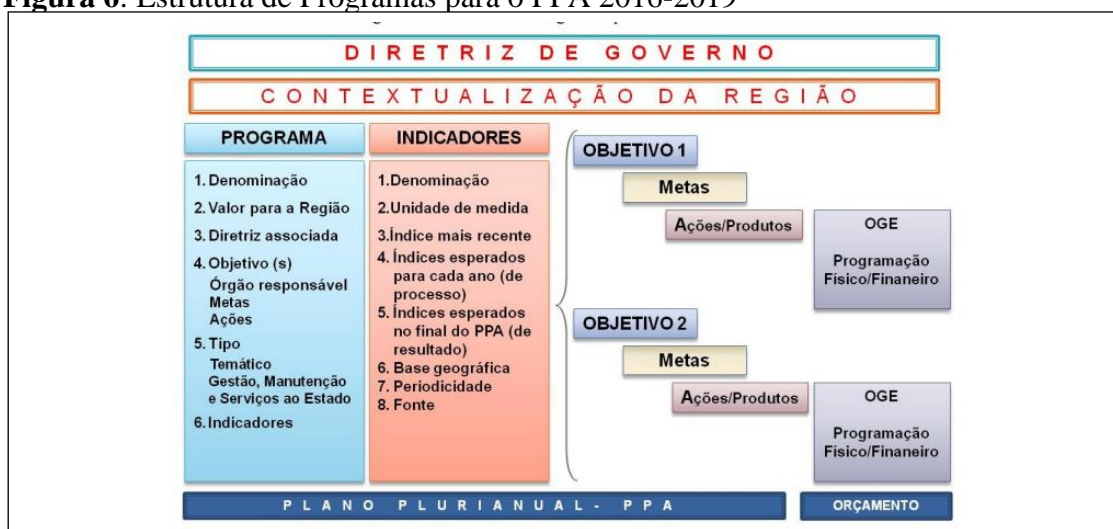 Figura 6: Estrutura de Programas para o PPA 2016-2019
DIRETRIZ DE GOVERNO
CONTEXTUALIZAÇÃO DA REGIÃO
PROGRAMA
1. Denominação
2. Valor para a Região
3. Diretriz associada
4. Objetivo (s)
Órgão responsável
Metas
Ações
5. Tipo
Temático
Gestão, Manutenção
e Serviços ao Estado
6. Indicadores
INDICADORES
1.Denominação
2.Unidade de medida
3.Índice mais recente
4. Índices esperados
para cada ano (de
processo)
5. Índices esperados
no final do PPA (de
resultado)
6. Base geográfica
7. Periodicidade
8. Fonte
OBJETIVO 1
Metas
Ações/Produtos
OGE
Programação
Físico/Finaneiro
OBJETIVO 2
Metas
Ações/Produtos
OGE
Programação
Físico/Finaneiro
PLANO PLURIANUAL- PPA
ORÇAMENTO